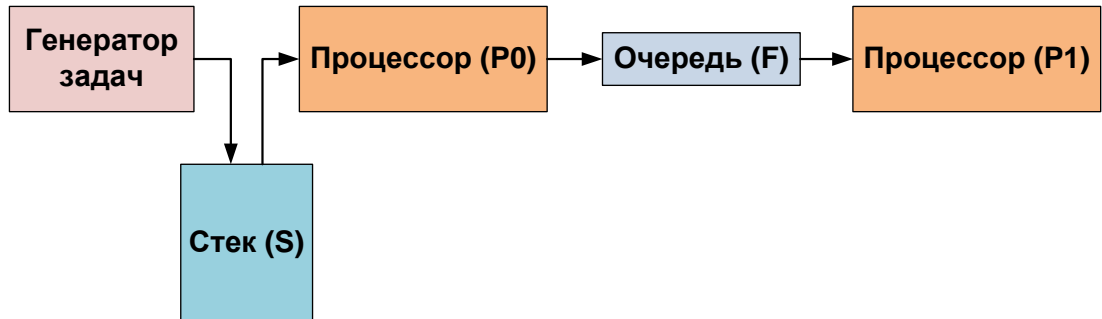 Генератор
задач
Процессор (P0)
Очередь (F)
Процессор (P1)
Стек (S)